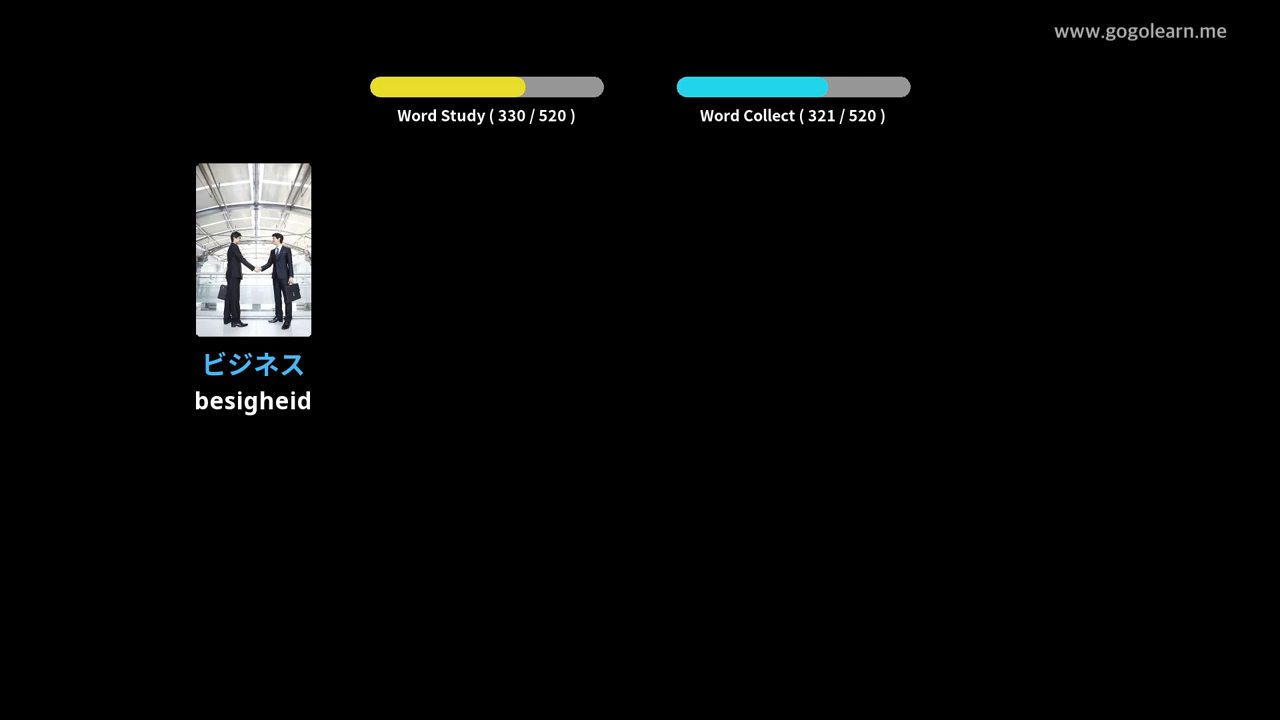 www.gogolearn.me
Word Study ( 330 / 520 )
Word Collect ( 321 / 520 )
ビジネス
besigheid